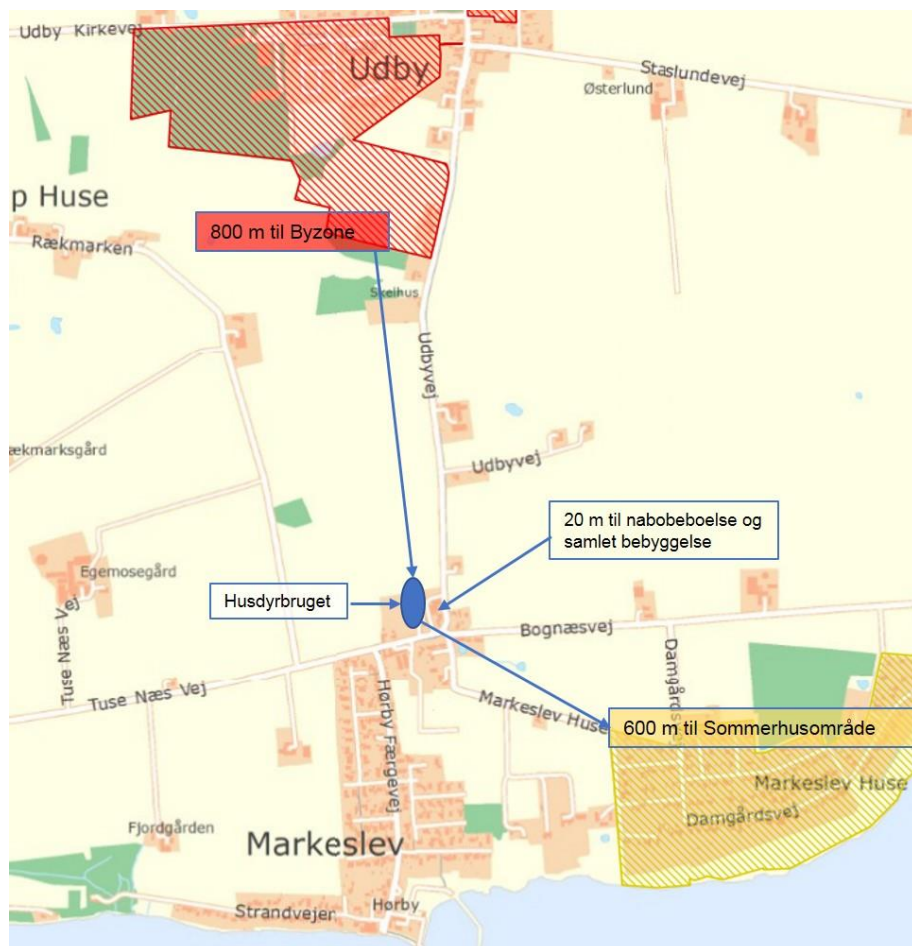 Udby Kirkevej
Udby
Staslundevej
Østerlund
p Huse
800 m til Byzone
Rækmarken
Skelhus
Udbyvej
ækmarksgård
Udbyvej
20 m til nabobeboelse og
samlet bebyggelse
Egemosegård
Husdyrbruget
Tuse Næs Vej
Bognæsvej
Tuse Næs Vej
Hørby Færgevej
Markeslev Huse
Damgårdsvej
600 m til Sommerhusområde
Markeslev Huse
Damgårdsvej
Fjordgården
Markeslev
Strandvejen
Hørby